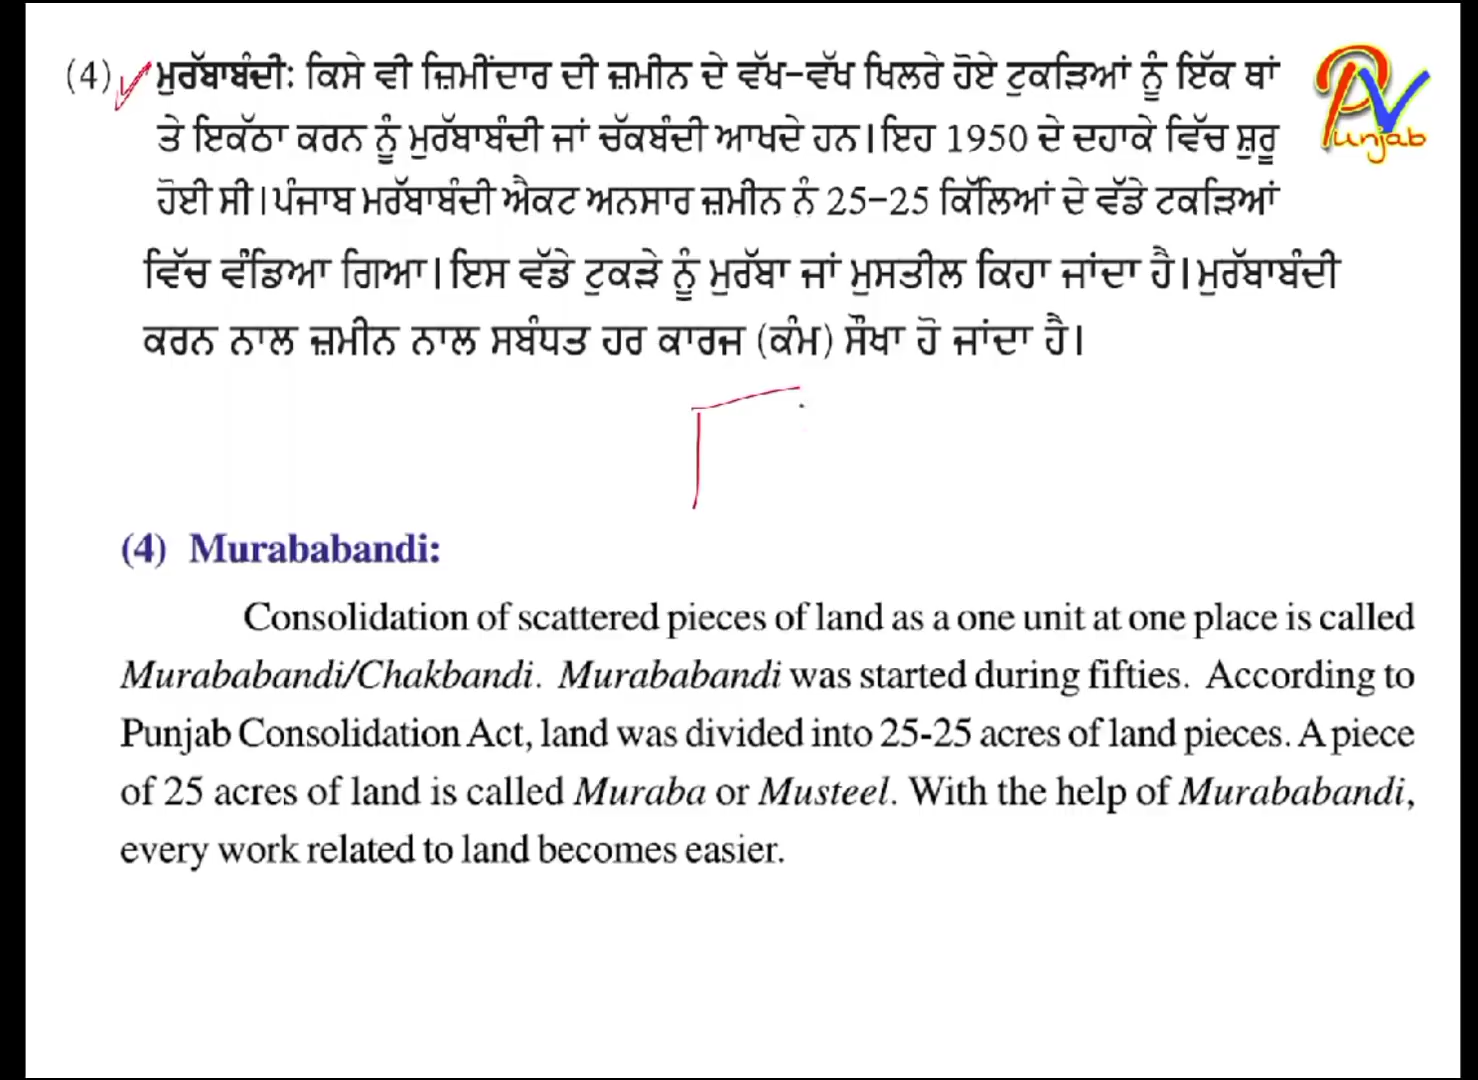 (4) ਮੁਰੱਬਾਬੰਦੀ: ਕਿਸੇ ਵੀ ਜ਼ਿਮੀਂਦਾਰ ਦੀ ਜ਼ਮੀਨ ਦੇ ਵੱਖ-ਵੱਖ ਖਿਲਰੇ ਹੋਏ ਟੁਕੜਿਆਂ ਨੂੰ ਇੱਕ ਥਾਂ
ਤੇ ਇਕੱਠਾ ਕਰਨ ਨੂੰ ਮੁਰੱਬਾਬੰਦੀ ਜਾਂ ਚੱਕਬੰਦੀ ਆਖਦੇ ਹਨ। ਇਹ 1950 ਦੇ ਦਹਾਕੇ ਵਿੱਚ ਸ਼ੁਰੂ
ਹੋਈ ਸੀ। ਪੰਜਾਬ ਮਰੱਬਾਬੰਦੀ ਐਕਟ ਅਨਸਾਰ ਜ਼ਮੀਨ ਨੰ 25-25 ਕਿੱਲਿਆਂ ਦੇ ਵੱਡੇ ਟਕੜਿਆਂ
ਵਿੱਚ ਵੰਡਿਆ ਗਿਆ। ਇਸ ਵੱਡੇ ਟੁਕੜੇ ਨੂੰ ਮੁਰੱਬਾ ਜਾਂ ਮੁਸਤੀਲ ਕਿਹਾ ਜਾਂਦਾ ਹੈ। ਮੁਰੱਬਾਬੰਦੀ
ਕਰਨ ਨਾਲ ਜ਼ਮੀਨ ਨਾਲ ਸਬੰਧਤ ਹਰ ਕਾਰਜ (ਕੰਮ) ਸੌਖਾ ਹੋ ਜਾਂਦਾ ਹੈ।
PV
Punjab
(4) Murababandi:
Consolidation of scattered pieces of land as a one unit at one place is called
Murababandi/Chakbandi. Murababandi was started during fifties. According to
Punjab Consolidation Act, land was divided into 25-25 acres of land pieces. A piece
of 25 acres of land is called Muraba or Musteel. With the help of Murababandi,
every work related to land becomes easier.